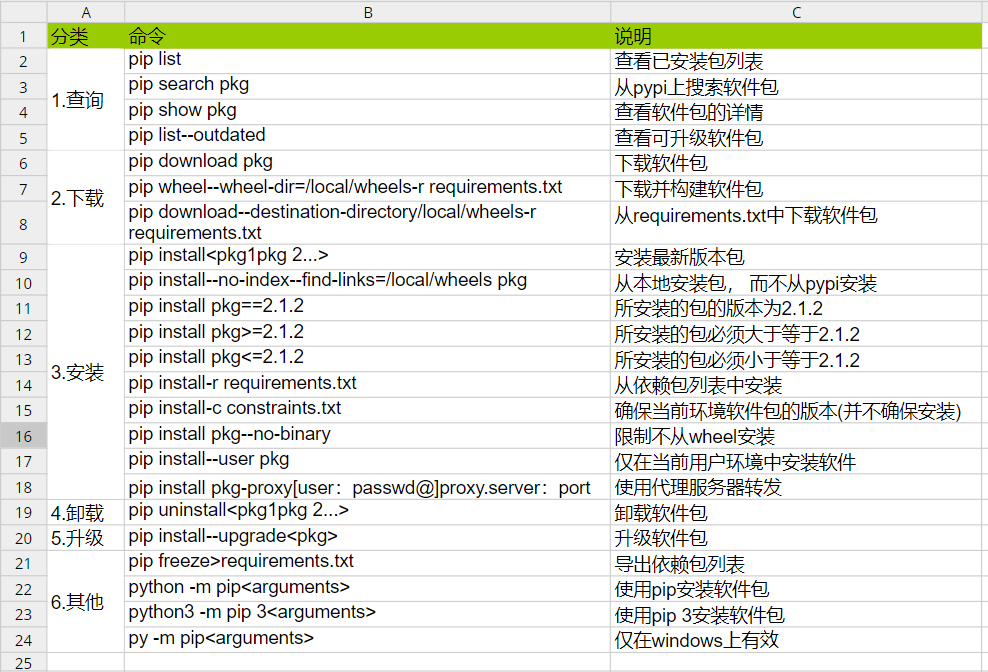 A B C
1 分类 命令 说明
2 pip list 查看已安装包列表
3 1.查询 pip search pkg 从pypi上搜索软件包
4 pip show pkg 查看软件包的详情
5 pip list--outdated 查看可升级软件包
6 pip download pkg 下载软件包
7 2.下载 pip wheel--wheel-dir=/local/wheels-r requirements.txt 下载并构建软件包
8 pip download--destination-directory/local/wheels-r 从requirements.txt中下载软件包
requirements.txt
9 pip install<pkg1pkg 2...> 安装最新版本包
10 pip install--no-index--find-links=/local/wheels pkg 从本地安装包， 而不从pypi安装
11 pip install pkg==2.1.2 所安装的包的版本为2.1.2
12 pip install pkg>=2.1.2 所安装的包必须大于等于2.1.2
13 3.安装 pip install pkg<=2.1.2 所安装的包必须小于等于2.1.2
14 pip install-r requirements.txt 从依赖包列表中安装
15 pip install-c constraints.txt 确保当前环境软件包的版本(并不确保安装)
16 pip install pkg--no-binary 限制不从wheel安装
17 pip install--user pkg 仅在当前用户环境中安装软件
18 pip install pkg-proxy[user：passwd@]proxy.server：port 使用代理服务器转发
19 4.卸载 pip uninstall<pkg1pkg 2...> 卸载软件包
20 5.升级 pip install--upgrade<pkg> 升级软件包
21 pip freeze>requirements.txt 导出依赖包列表
22 6.其他 python -m pip<arguments> 使用pip安装软件包
23 python3 -m pip 3<arguments> 使用pip 3安装软件包
24 py -m pip<arguments> 仅在windows上有效
25